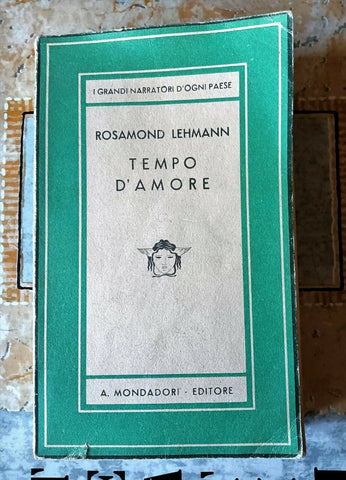 I GRANDI NARRATORI D'OGNI PAESE
ROSAMOND LEHMANN
TEMPO
D'AMORE
A. MONDADORI - EDITORE